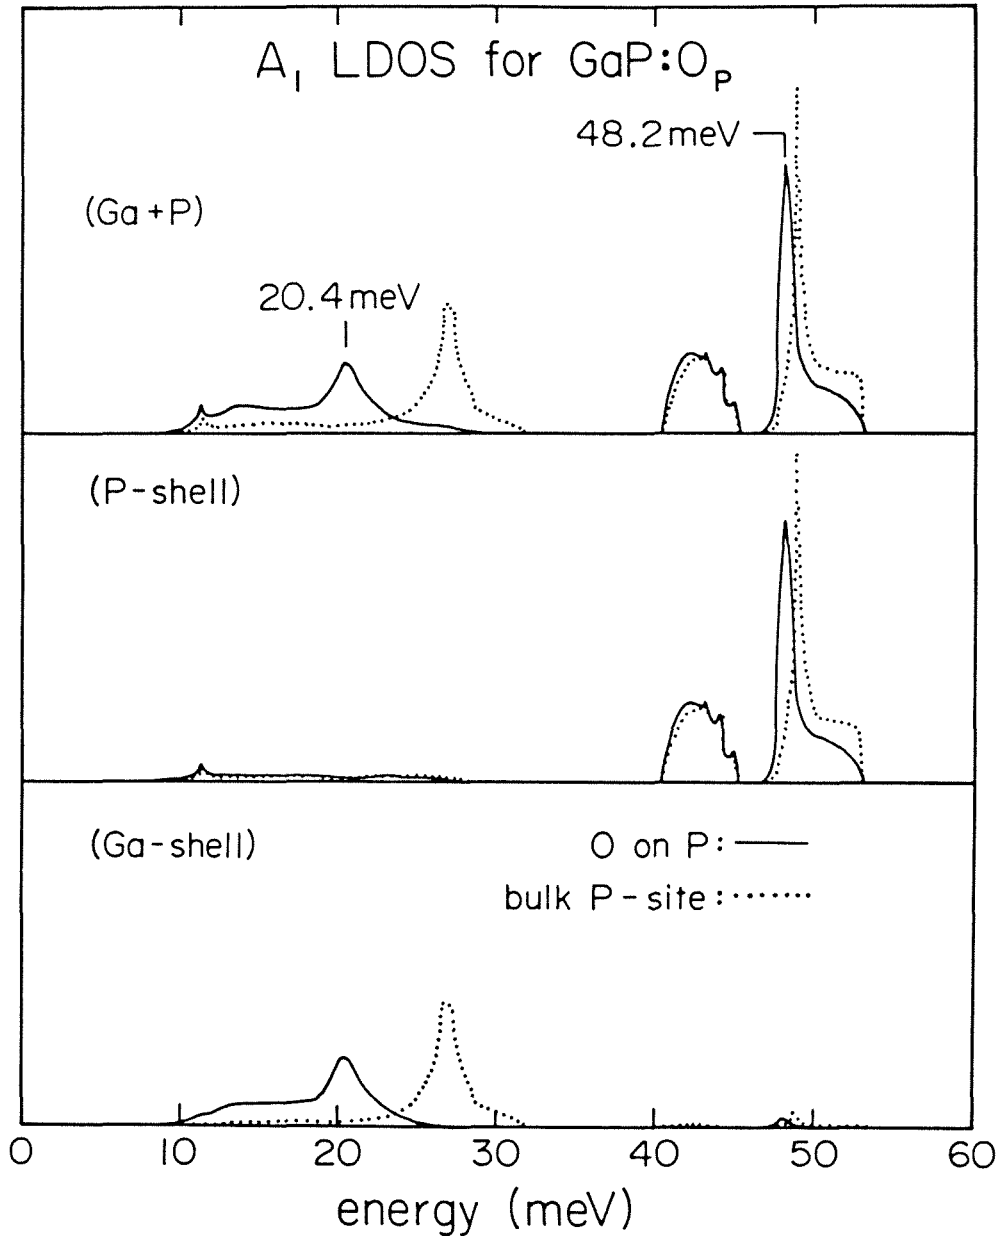 A₁ LDOS for GaP:Oₚ
48.2meV
(Ga+P)
20.4meV
(P-shell)
(Ga-shell)
O on P:
bulk P-site:
0 10 20 30 40 50 60
energy (meV)